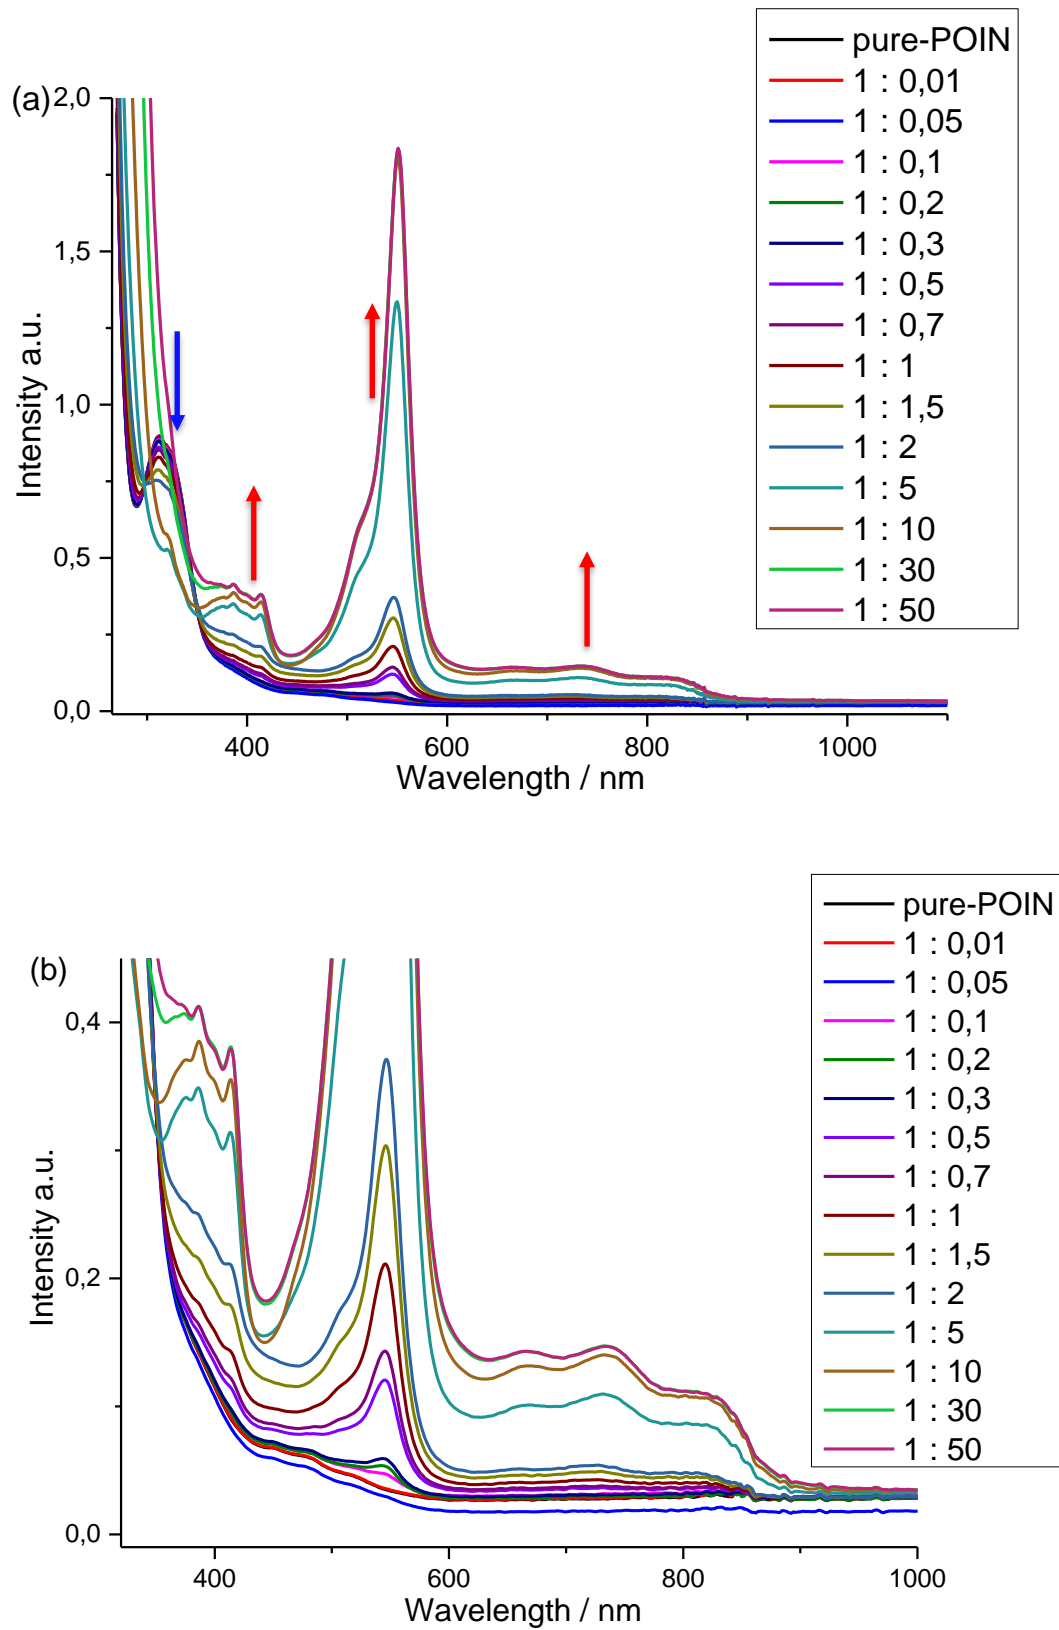 (a)
2,0
1,5
1,0
0,5
0,0
Intensity a.u.
400
600
800
1000
Wavelength / nm
pure-POIN
1 : 0,01
1 : 0,05
1 : 0,1
1 : 0,2
1 : 0,3
1 : 0,5
1 : 0,7
1 : 1
1 : 1,5
1 : 2
1 : 5
1 : 10
1 : 30
1 : 50
(b)
0,4
0,2
0,0
Intensity a.u.
400
600
800
1000
Wavelength / nm
pure-POIN
1 : 0,01
1 : 0,05
1 : 0,1
1 : 0,2
1 : 0,3
1 : 0,5
1 : 0,7
1 : 1
1 : 1,5
1 : 2
1 : 5
1 : 10
1 : 30
1 : 50